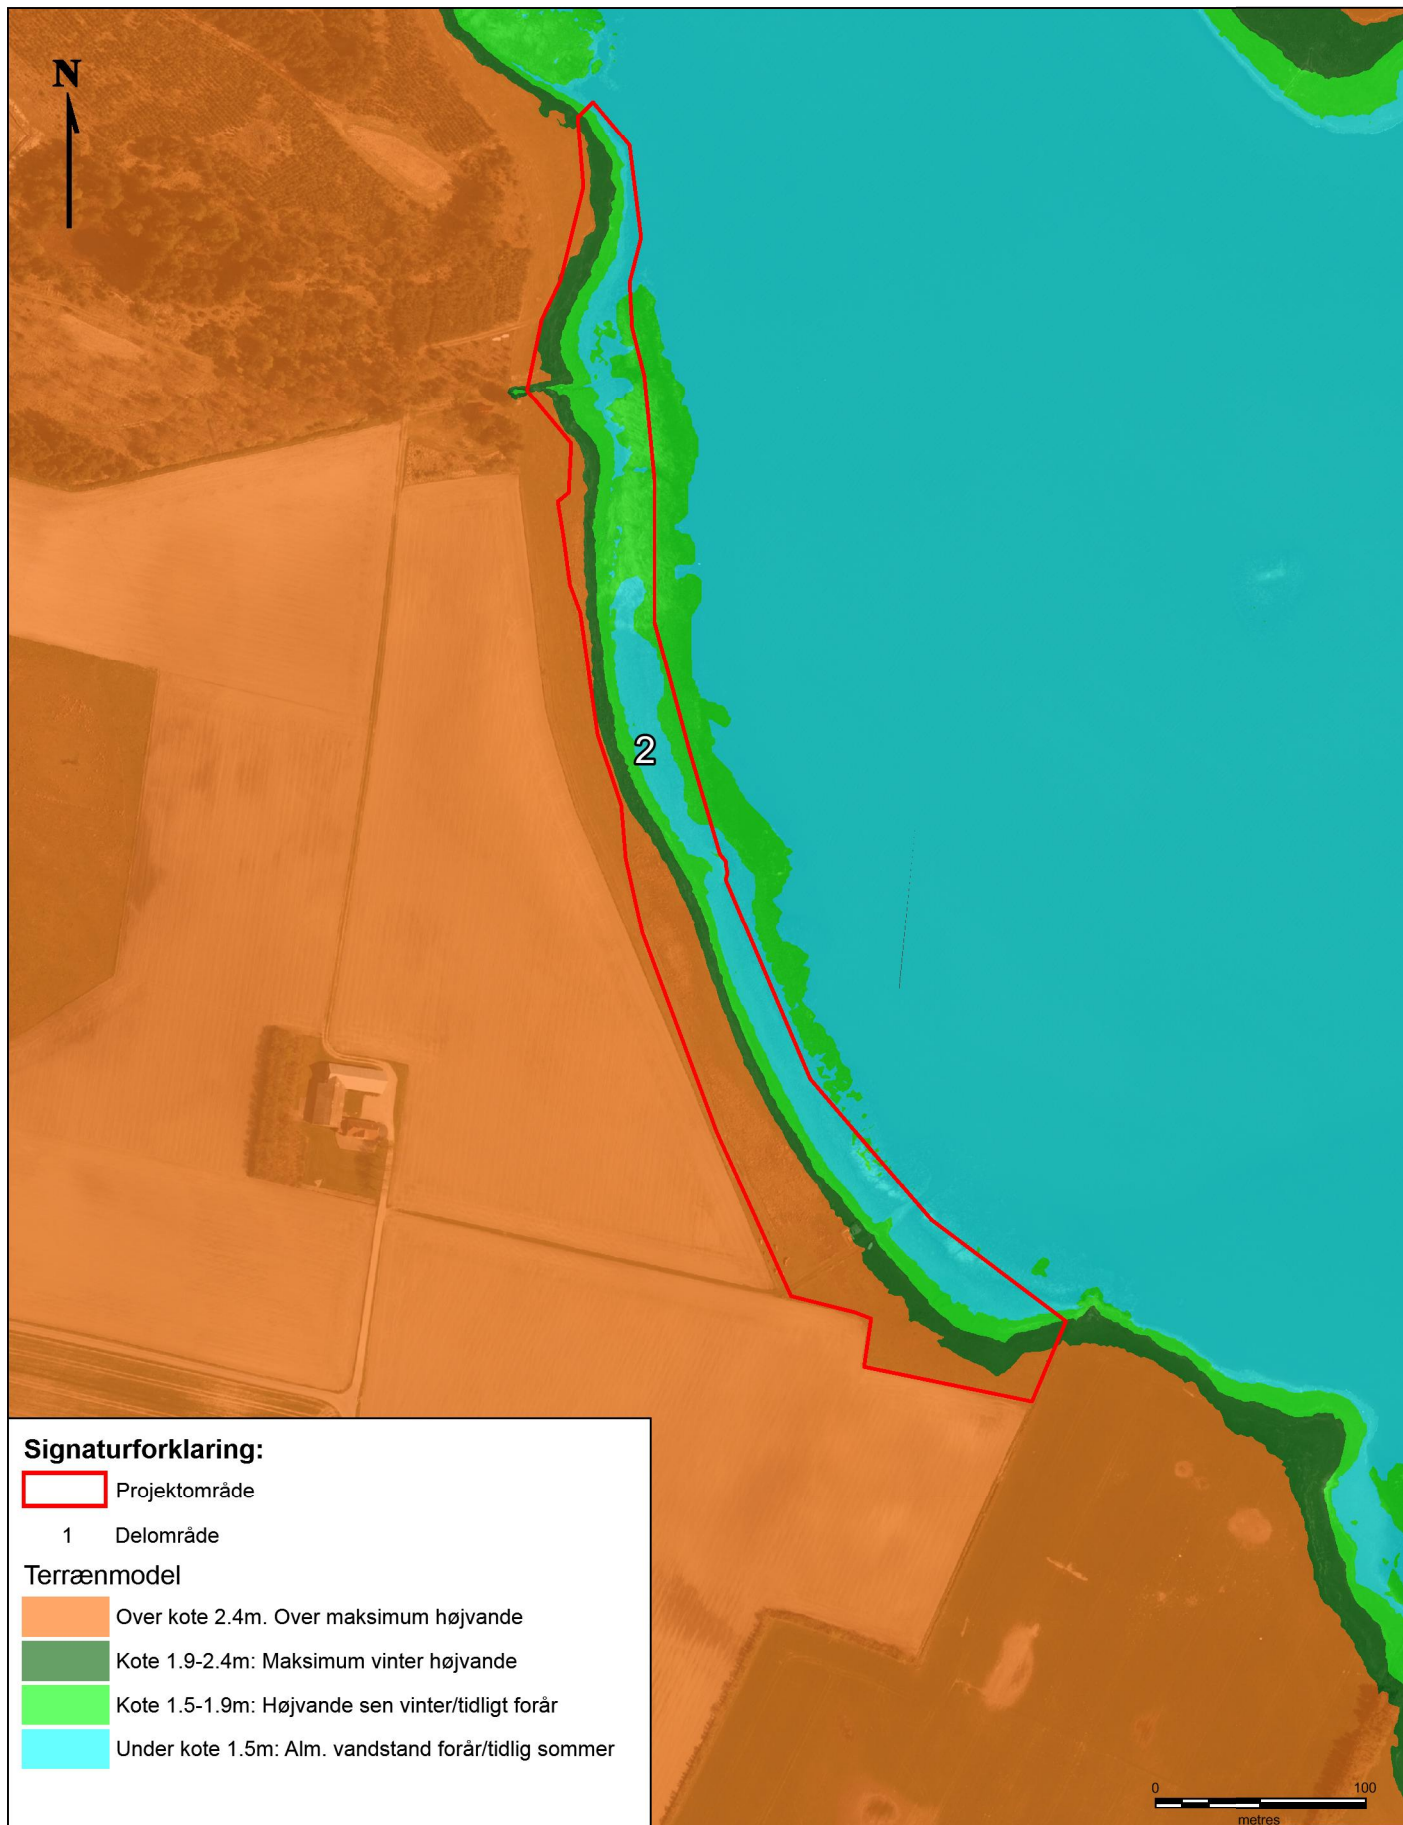 N
2
Signaturforklaring:
Projektområde
1 Delområde
Terrænmodel
Over kote 2.4m. Over maksimum højvande
Kote 1.9-2.4m: Maksimum vinter højvande
Kote 1.5-1.9m: Højvande sen vinter/tidligt forår
Under kote 1.5m: Alm. vandstand forår/tidlig sommer
0 100
metres